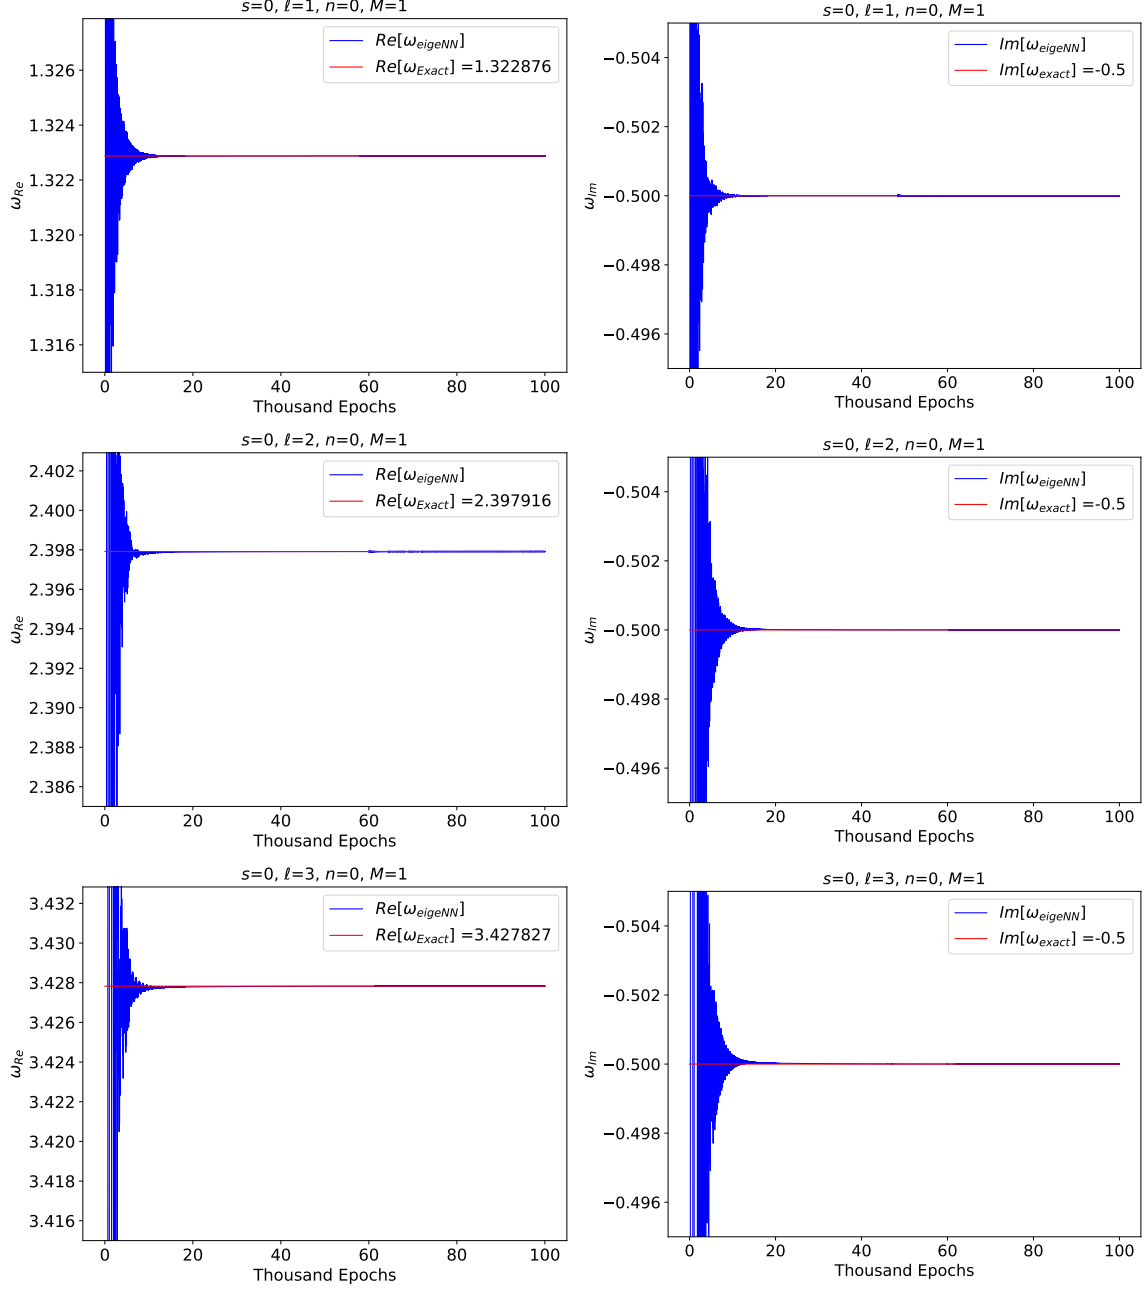 s=0, ℓ=1, n=0, M=1
Re[ω_eigeNN]
Re[ω_Exact] =1.322876
1.326
1.324
1.322
1.320
1.318
1.316
ω_Re
0 20 40 60 80 100
Thousand Epochs
s=0, ℓ=1, n=0, M=1
Im[ω_eigeNN]
Im[ω_exact] =-0.5
−0.504
−0.502
−0.500
−0.498
−0.496
ω_Im
0 20 40 60 80 100
Thousand Epochs
s=0, ℓ=2, n=0, M=1
Re[ω_eigeNN]
Re[ω_Exact] =2.397916
2.402
2.400
2.398
2.396
2.394
2.392
2.390
2.388
2.386
ω_Re
0 20 40 60 80 100
Thousand Epochs
s=0, ℓ=2, n=0, M=1
Im[ω_eigeNN]
Im[ω_exact] =-0.5
−0.504
−0.502
−0.500
−0.498
−0.496
ω_Im
0 20 40 60 80 100
Thousand Epochs
s=0, ℓ=3, n=0, M=1
Re[ω_eigeNN]
Re[ω_Exact] =3.427827
3.432
3.430
3.428
3.426
3.424
3.422
3.420
3.418
3.416
ω_Re
0 20 40 60 80 100
Thousand Epochs
s=0, ℓ=3, n=0, M=1
Im[ω_eigeNN]
Im[ω_exact] =-0.5
−0.504
−0.502
−0.500
−0.498
−0.496
ω_Im
0 20 40 60 80 100
Thousand Epochs